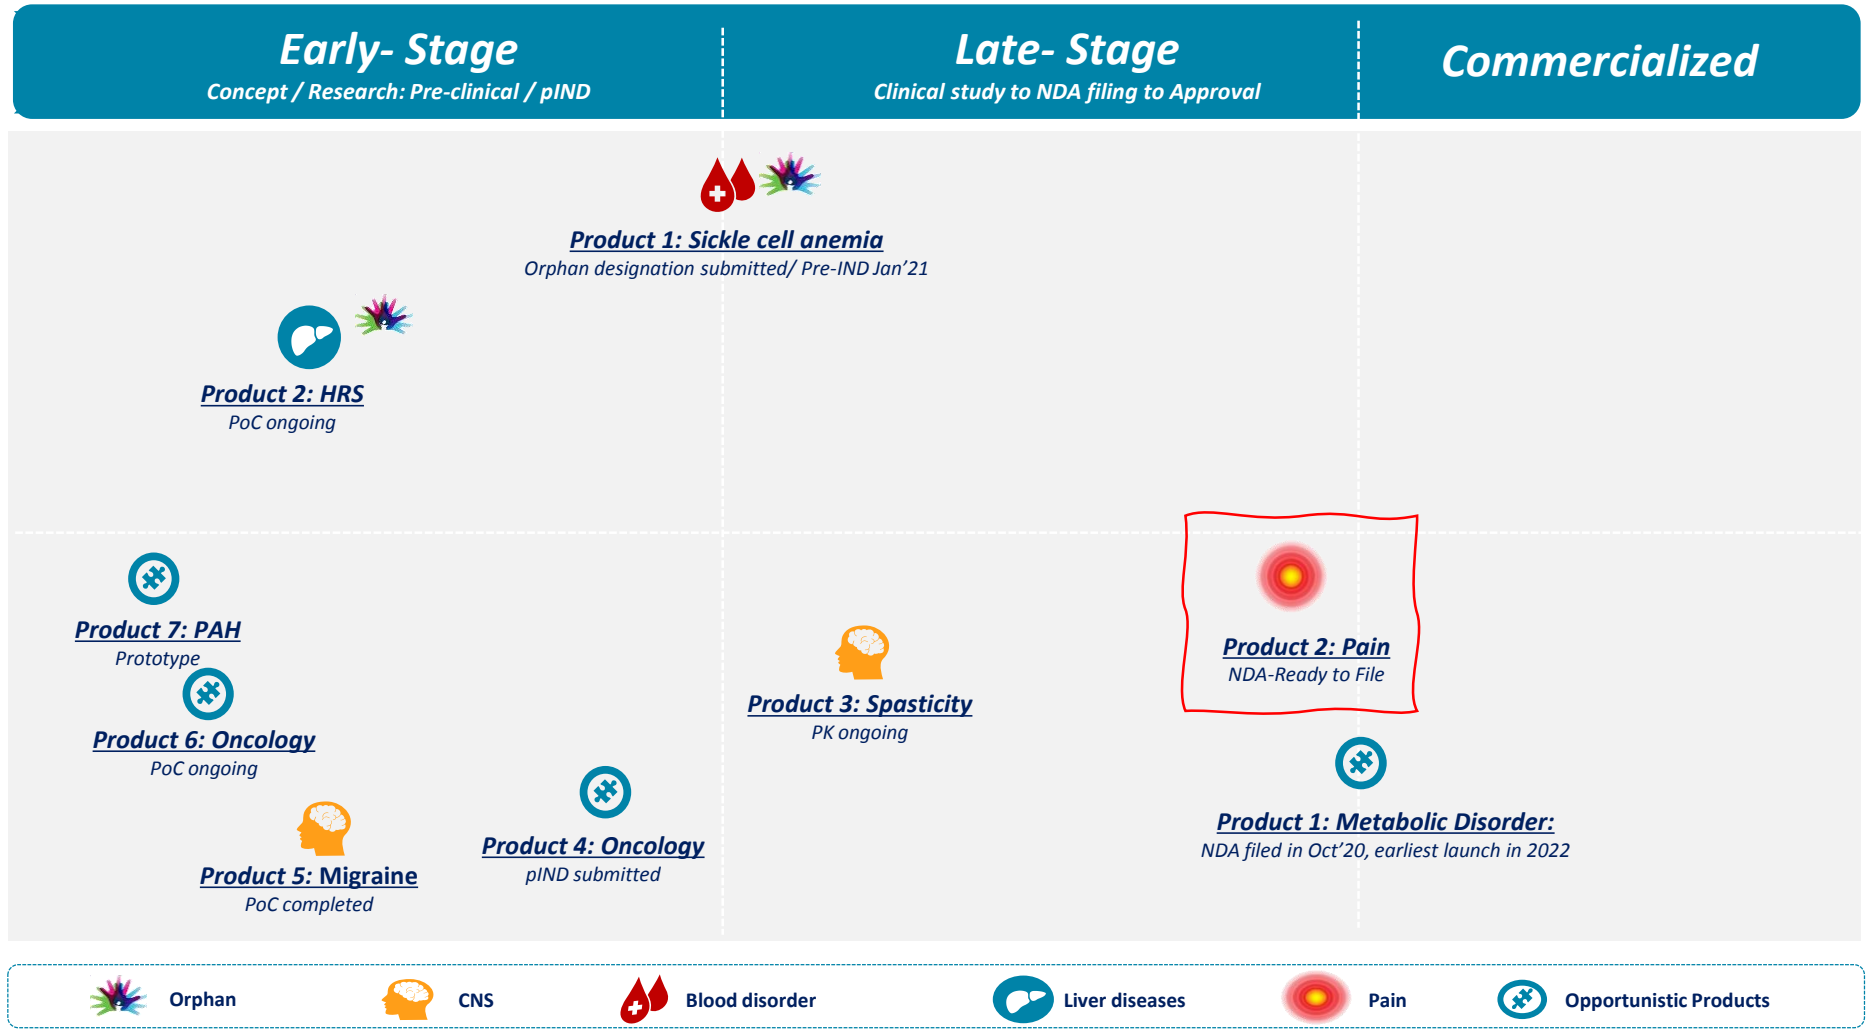 Early- Stage
Concept / Research: Pre-clinical / pIND
Late- Stage
Clinical study to NDA filing to Approval
Commercialized
Product 1: Sickle cell anemia
Orphan designation submitted/ Pre-IND Jan’21
Product 2: HRS
PoC ongoing
Product 7: PAH
Prototype
Product 6: Oncology
PoC ongoing
Product 5: Migraine
PoC completed
Product 4: Oncology
pIND submitted
Product 3: Spasticity
PK ongoing
Product 2: Pain
NDA-Ready to File
Product 1: Metabolic Disorder:
NDA filed in Oct’20, earliest launch in 2022
Orphan
CNS
Blood disorder
Liver diseases
Pain
Opportunistic Products